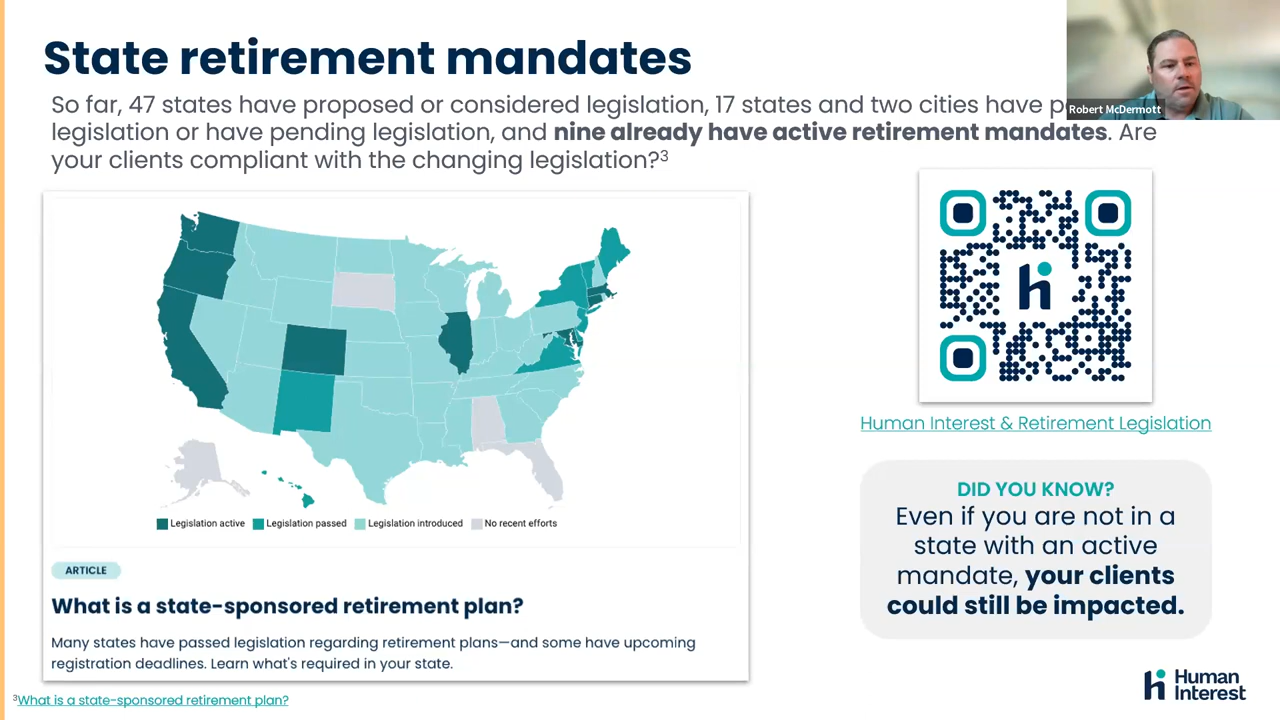 State retirement mandates
So far, 47 states have proposed or considered legislation, 17 states and two cities have
Robert McDermott
legislation or have pending legislation, and nine already have active retirement mandates. Are
your clients compliant with the changing legislation?3
hi
Human Interest & Retirement Legislation
Legislation active
Legislation passed
Legislation introduced
No recent efforts
DID YOU KNOW?
Even if you are not in a
state with an active
mandate, your clients
could still be impacted.
ARTICLE
What is a state-sponsored retirement plan?
Many states have passed legislation regarding retirement plans—and some have upcoming
registration deadlines. Learn what's required in your state.
3What is a state-sponsored retirement plan?
hi Human
Interest